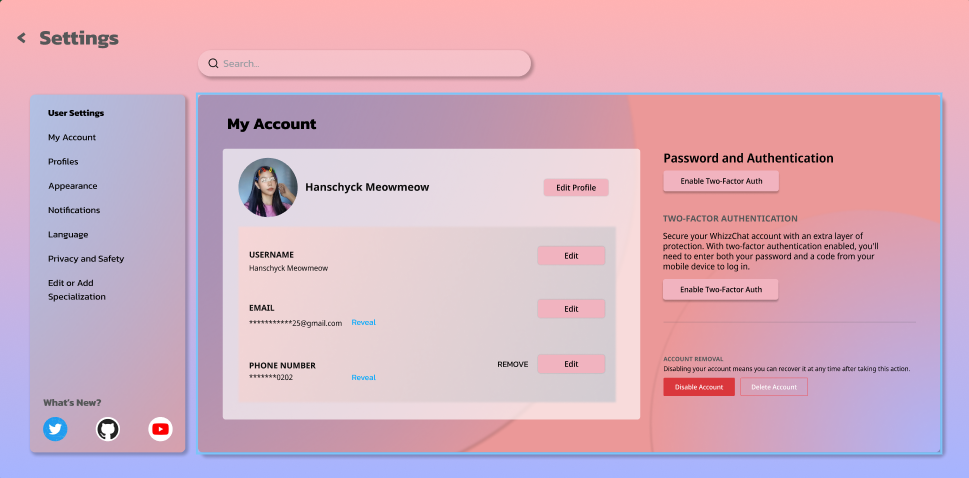 Settings
Search..
User Settings
My Account
Profiles
Appearance
Notifications
Language
Privacy and Safety
Edit or Add
Specialization
What's New?
My Account
Hanschyck Meowmeow
Edit Profile
USERNAME
Hanschyck Meowmeow
Edit
EMAIL
**********25@gmail.com Reveal
Edit
PHONE NUMBER
*******0202 Reveal
REMOVE Edit
Password and Authentication
Enable Two-Factor Auth
TWO-FACTOR AUTHENTICATION
Secure your WhizzChat account with an extra layer of
protection. With two-factor authentication enabled, you'll
need to enter both your password and a code from your
mobile device to log in.
Enable Two-Factor Auth
ACCOUNT REMOVAL
Disabling your account means you can recover it at any time after taking this action.
Disable Account Delete Account